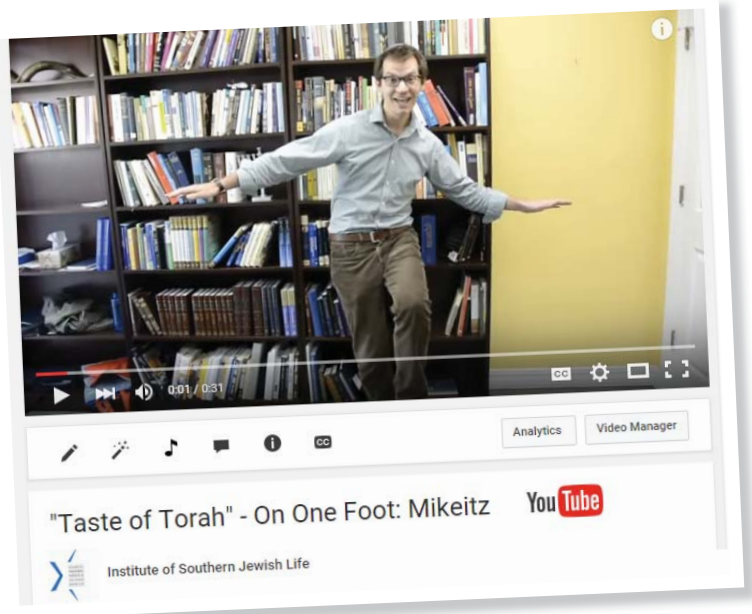 i
CC
0:01 / 0:31
i
CC
Analytics
Video Manager
"Taste of Torah" - On One Foot: Mikeitz
YouTube
Institute of Southern Jewish Life